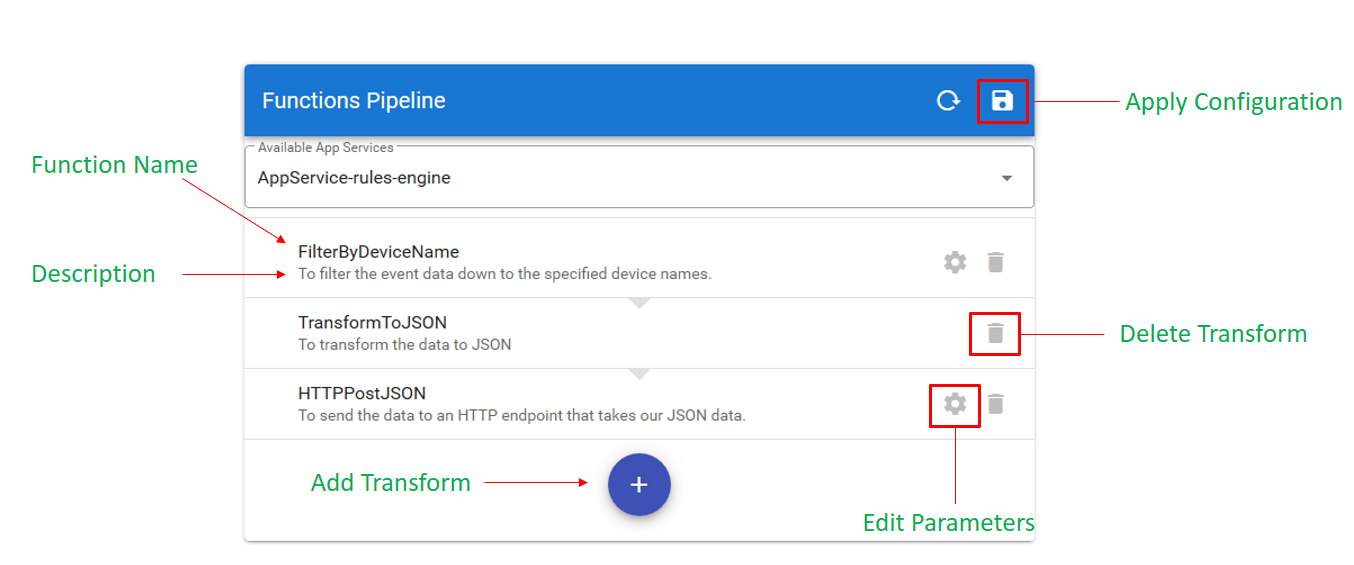 Functions Pipeline
Apply Configuration
Available App Services
AppService-rules-engine
Function Name
FilterByDeviceName
To filter the event data down to the specified device names.
Description
TransformToJSON
To transform the data to JSON
Delete Transform
HTTPPostJSON
To send the data to an HTTP endpoint that takes our JSON data.
Add Transform
+
Edit Parameters